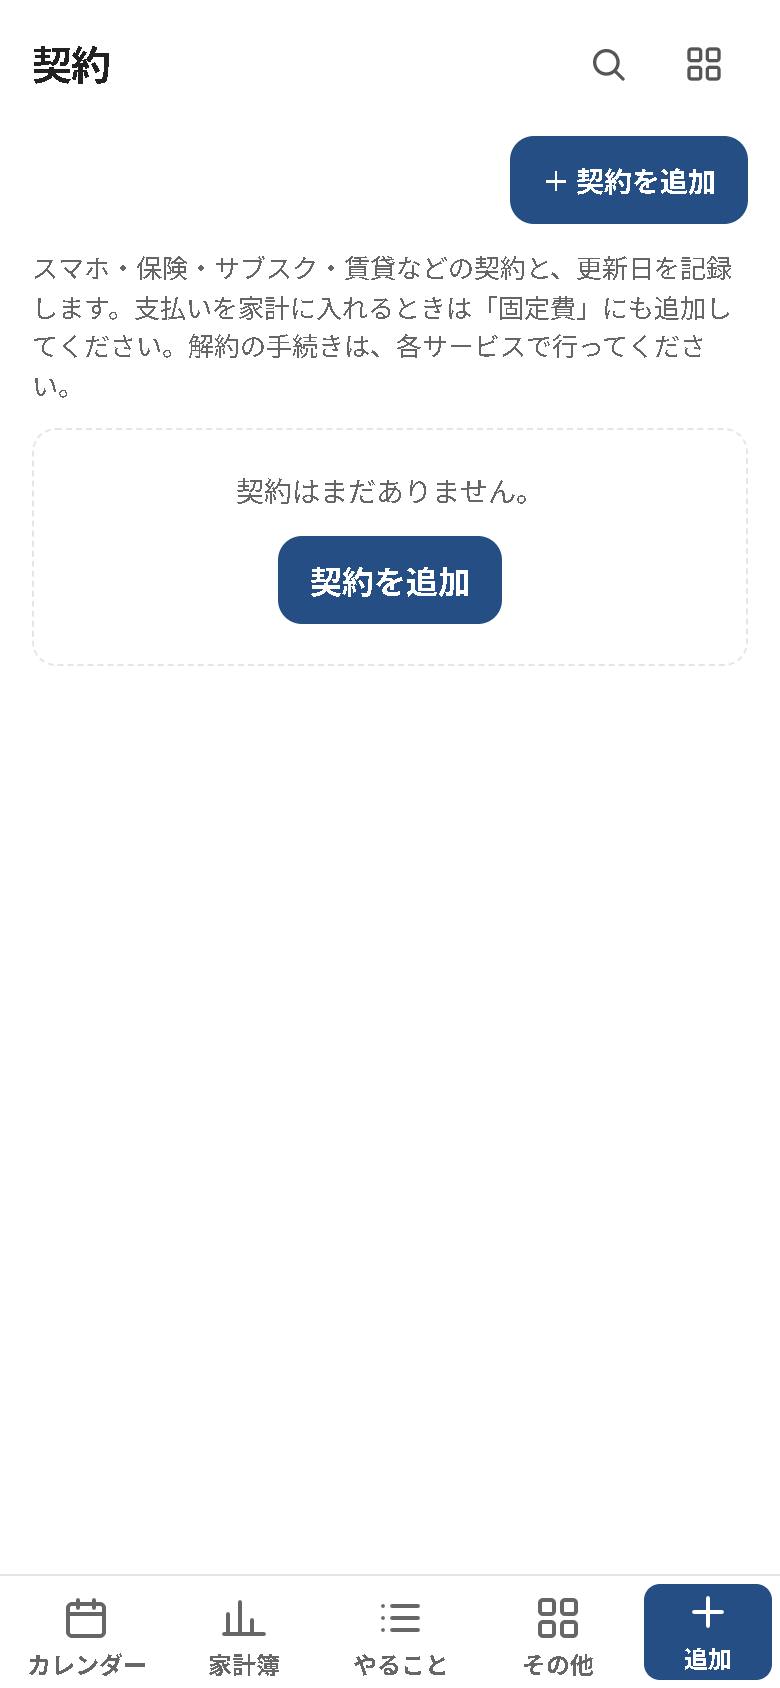 契約
＋ 契約を追加
スマホ・保険・サブスク・賃貸などの契約と、更新日を記録
します。支払いを家計に入れるときは「固定費」にも追加し
てください。解約の手続きは、各サービスで行ってくださ
い。
契約はまだありません。
契約を追加
カレンダー
家計簿
やること
その他
追加